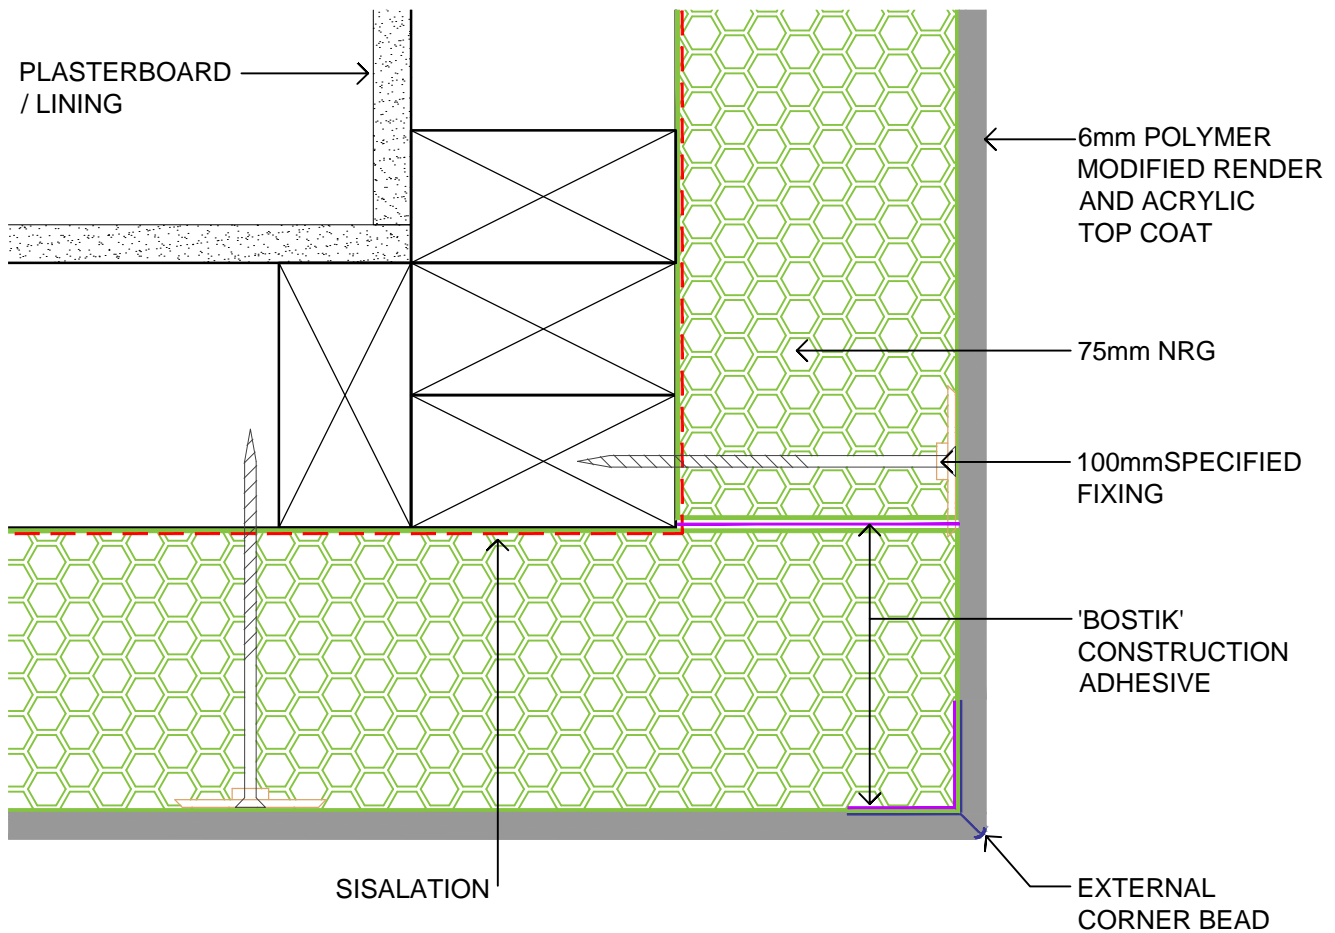 PLASTERBOARD
/ LINING
6mm POLYMER
MODIFIED RENDER
AND ACRYLIC
TOP COAT
75mm NRG
100mmSPECIFIED
FIXING
'BOSTIK'
CONSTRUCTION
ADHESIVE
SISALATION
EXTERNAL
CORNER BEAD